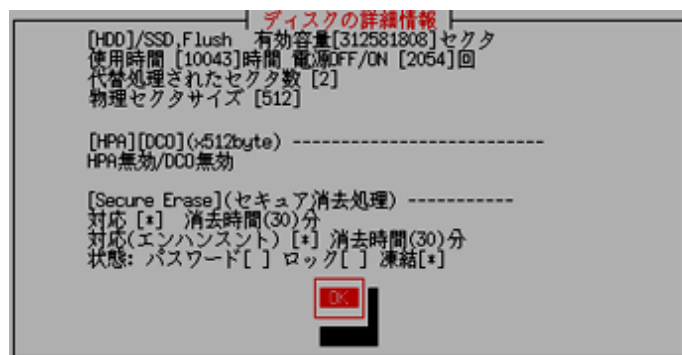 ディスクの詳細情報
[HDD]/SSD,Flush 有効容量[312581808]セクタ
使用時間 [10043]時間 電源OFF/ON [2054]回
代替処理されたセクタ数 [2]
物理セクタサイズ [512]
[HPA][DCO](x512byte) --------------------------
HPA無効/DCO無効
[Secure Erase](セキュア消去処理) -----------
対応 [*] 消去時間(30)分
対応(エンハンスント) [*] 消去時間(30)分
状態: パスワード[ ] ロック[ ] 凍結[*]
OK